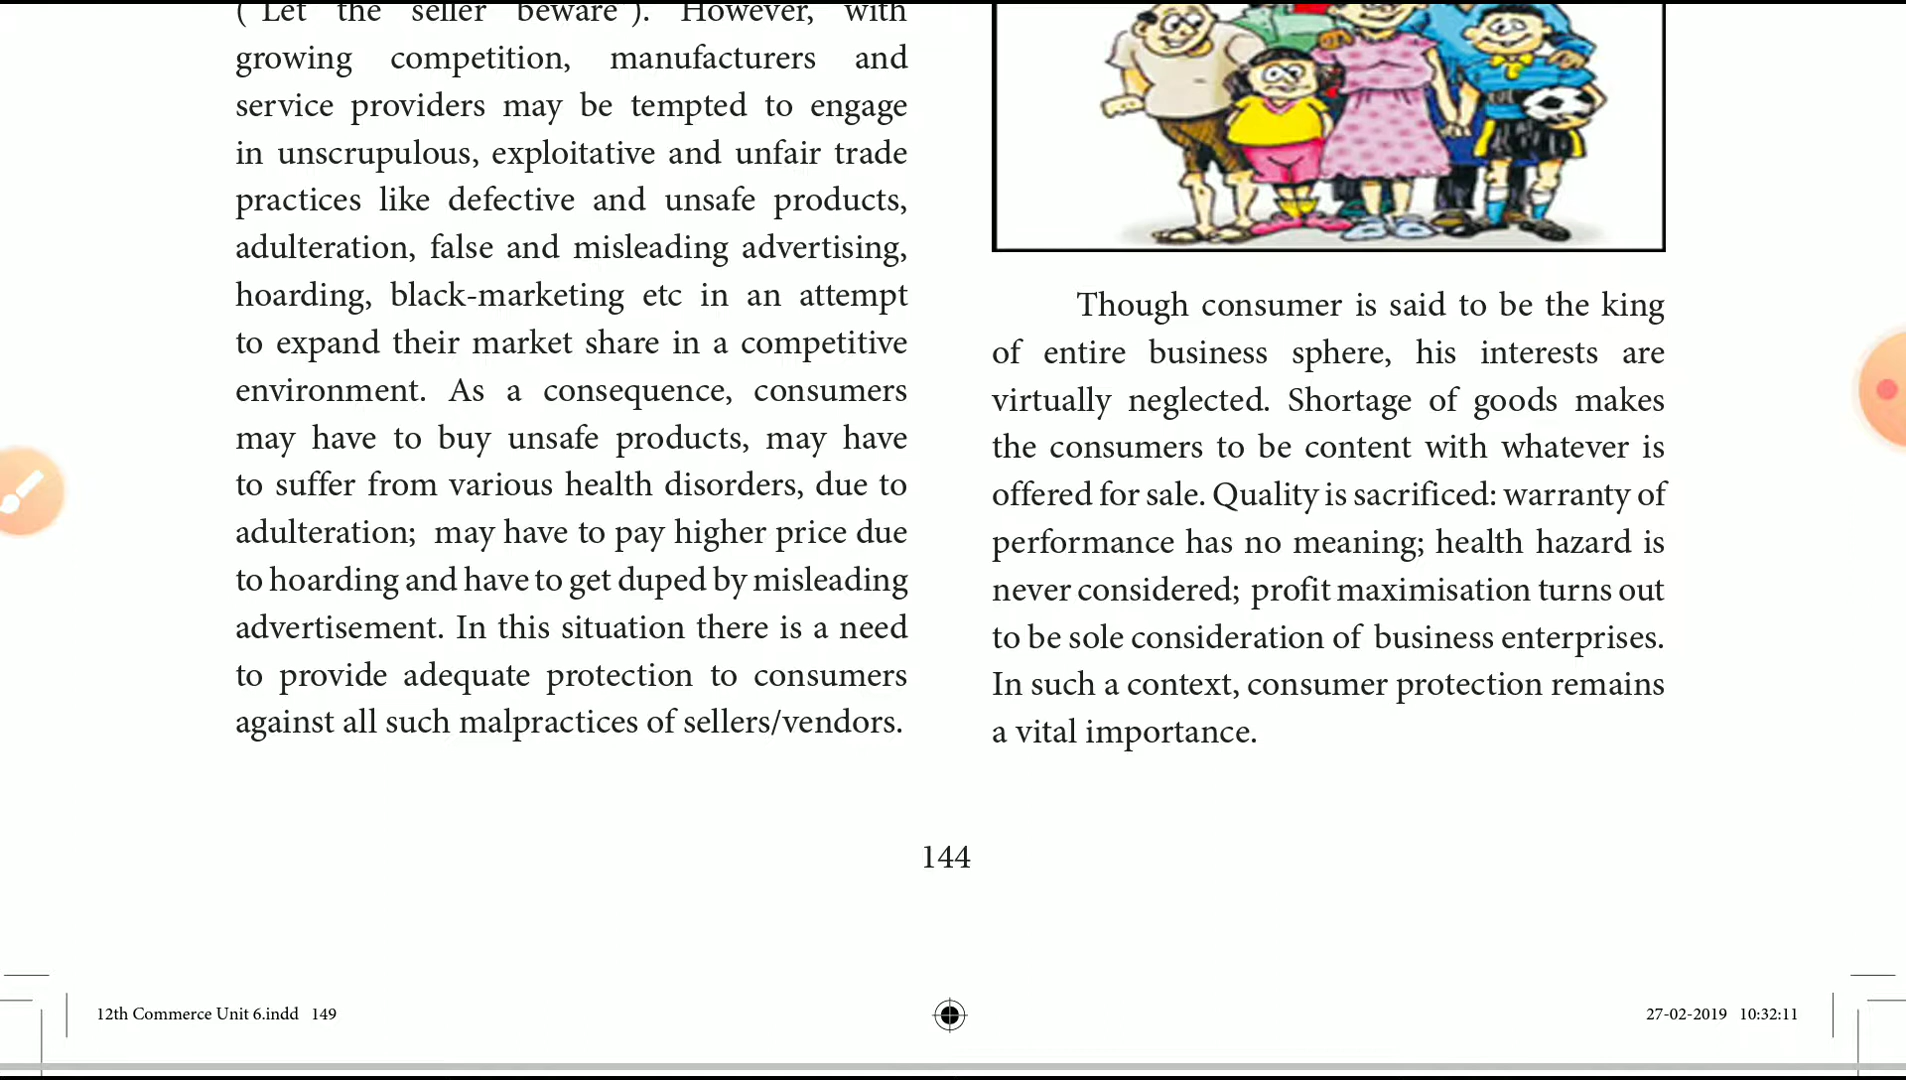 (“Let the seller beware”). However, with
growing competition, manufacturers and
service providers may be tempted to engage
in unscrupulous, exploitative and unfair trade
practices like defective and unsafe products,
adulteration, false and misleading advertising,
hoarding, black-marketing etc in an attempt
to expand their market share in a competitive
environment. As a consequence, consumers
may have to buy unsafe products, may have
to suffer from various health disorders, due to
adulteration; may have to pay higher price due
to hoarding and have to get duped by misleading
advertisement. In this situation there is a need
to provide adequate protection to consumers
against all such malpractices of sellers/vendors.
Though consumer is said to be the king
of entire business sphere, his interests are
virtually neglected. Shortage of goods makes
the consumers to be content with whatever is
offered for sale. Quality is sacrificed: warranty of
performance has no meaning; health hazard is
never considered; profit maximisation turns out
to be sole consideration of business enterprises.
In such a context, consumer protection remains
a vital importance.
144
12th Commerce Unit 6.indd 149
27-02-2019 10:32:11